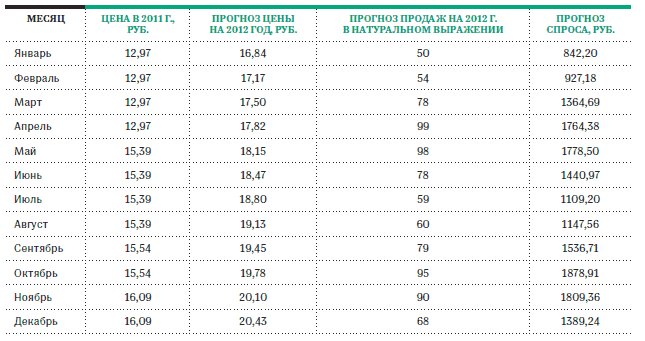 МЕСЯЦ ЦЕНА В 2011 Г., ПРОГНОЗ ЦЕНЫ ПРОГНОЗ ПРОДАЖ НА 2012 Г. ПРОГНОЗ
РУБ. НА 2012 ГОД, РУБ. В НАТУРАЛЬНОМ ВЫРАЖЕНИИ СПРОСА, РУБ.
Январь 12,97 16,84 50 842,20
Февраль 12,97 17,17 54 927,18
Март 12,97 17,50 78 1364,69
Апрель 12,97 17,82 99 1764,38
Май 15,39 18,15 98 1778,50
Июнь 15,39 18,47 78 1440,97
Июль 15,39 18,80 59 1109,20
Август 15,39 19,13 60 1147,56
Сентябрь 15,54 19,45 79 1536,71
Октябрь 15,54 19,78 95 1878,91
Ноябрь 16,09 20,10 90 1809,36
Декабрь 16,09 20,43 68 1389,24